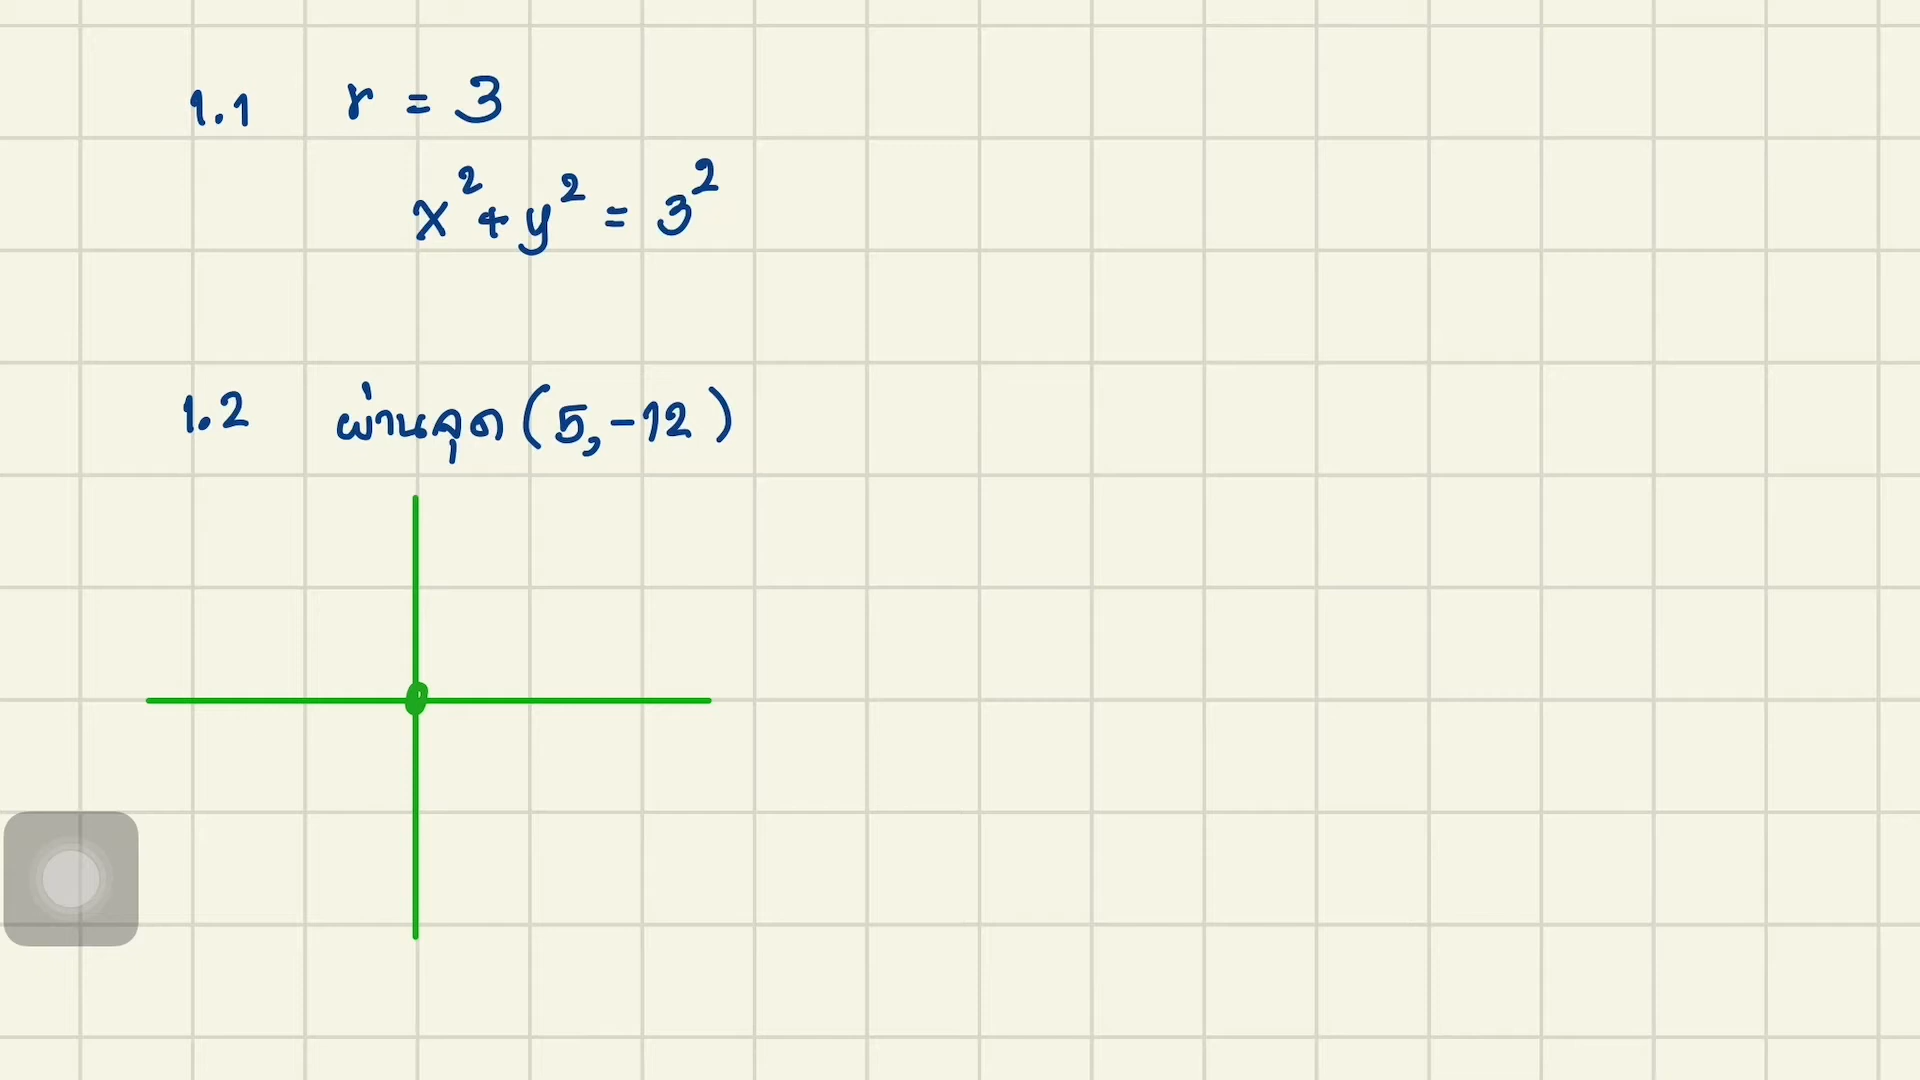 1.1 r = 3
x² + y² = 3²
1.2 ผ่านจุด (5, -12)